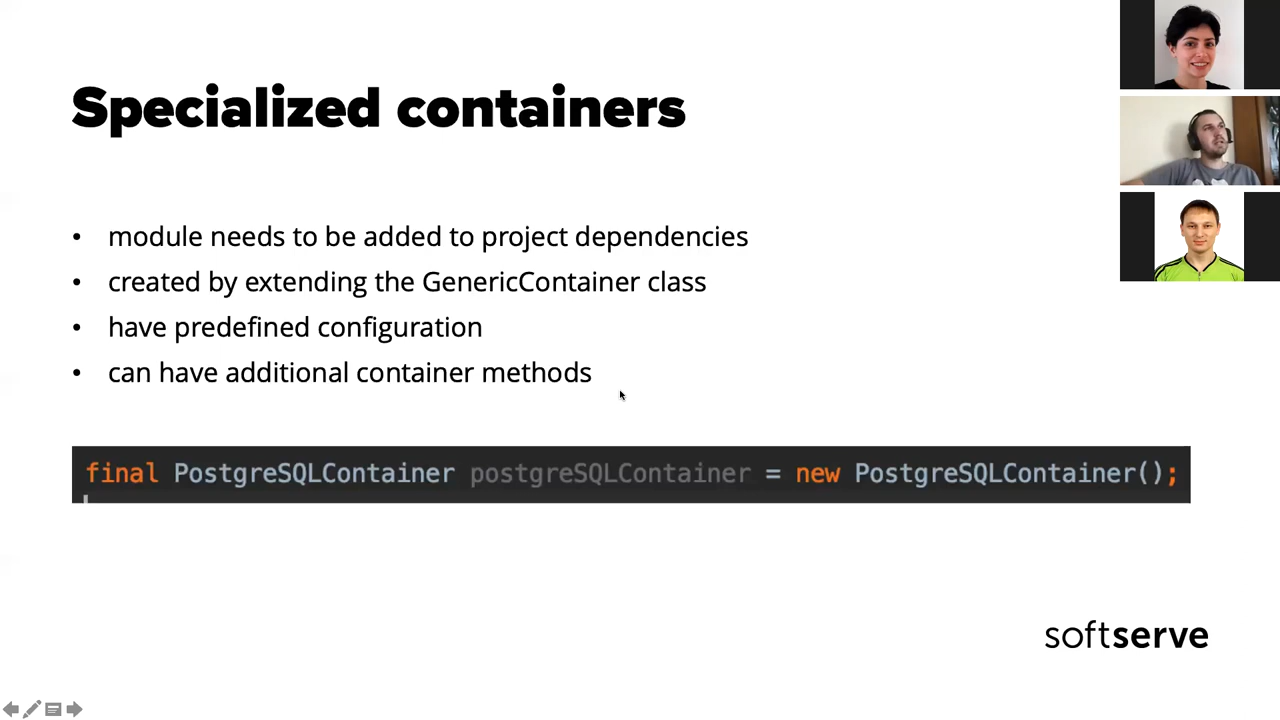 Specialized containers
• module needs to be added to project dependencies
• created by extending the GenericContainer class
• have predefined configuration
• can have additional container methods
final PostgreSQLContainer postgreSQLContainer = new PostgreSQLContainer();
softserve